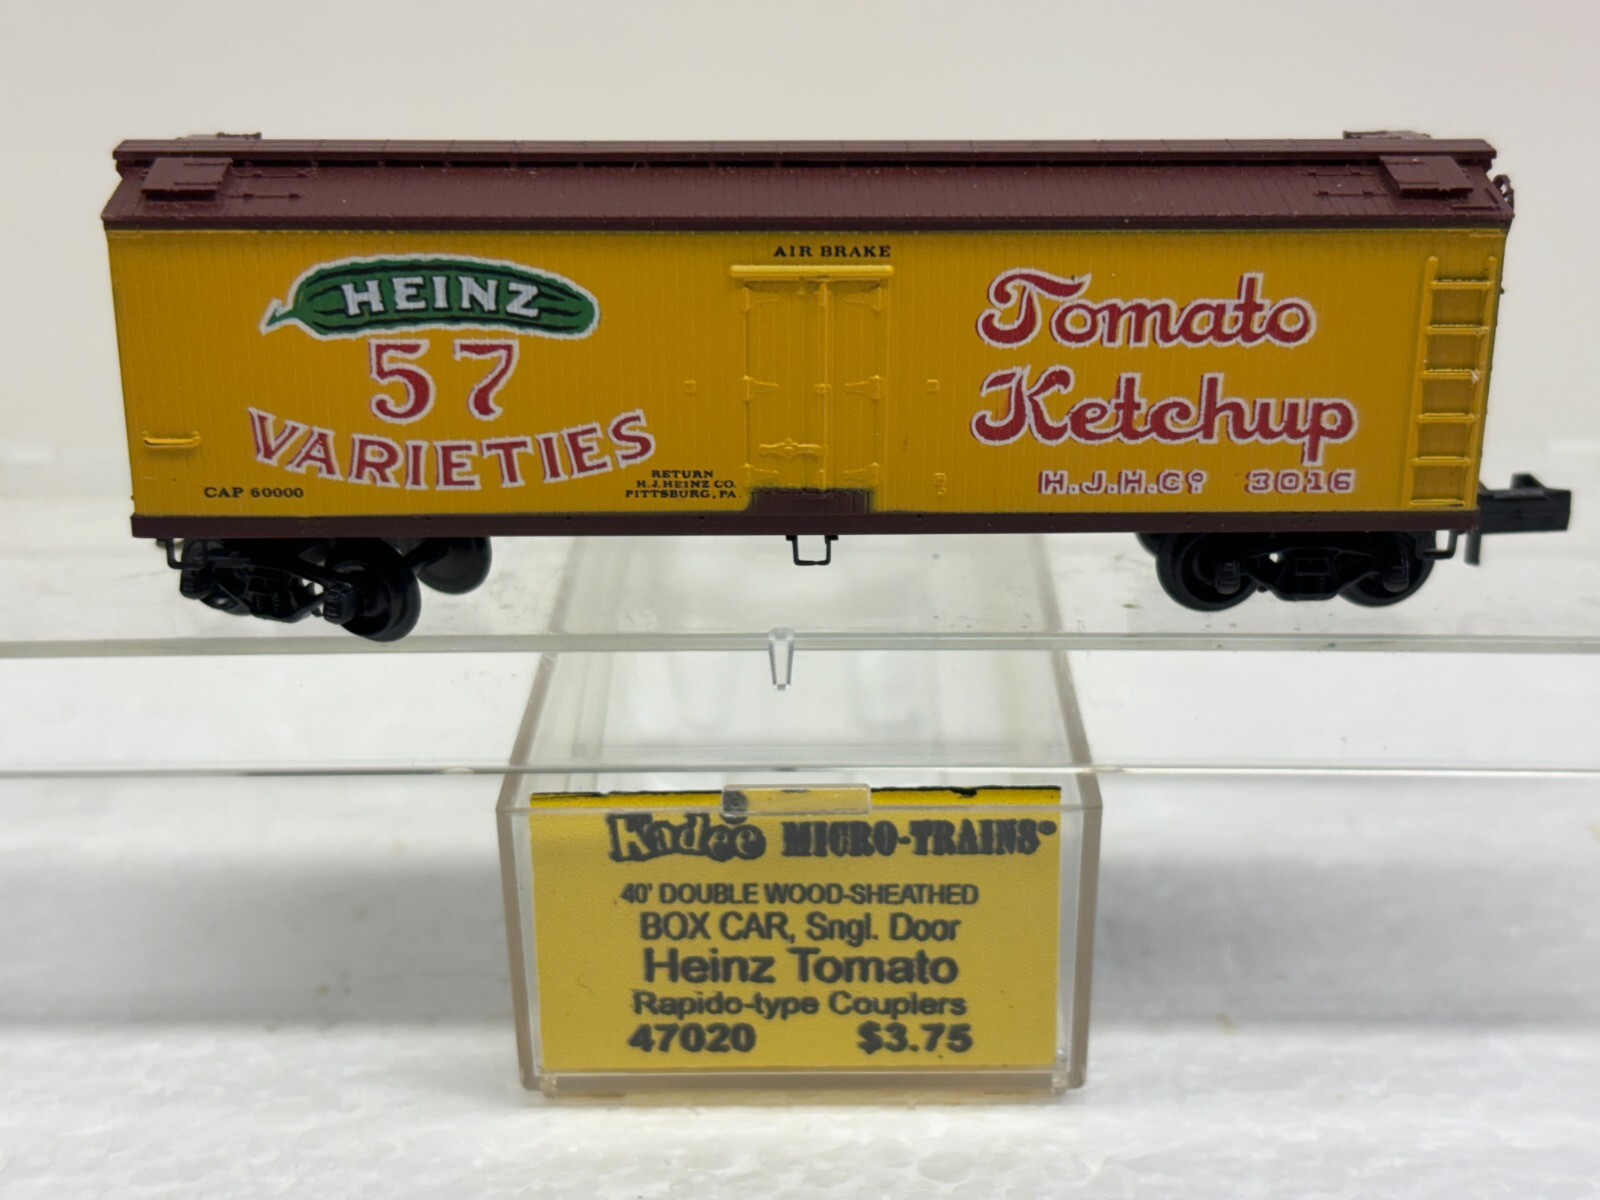 AIR BRAKE
HEINZ
57
VARIETIES
CAP 60000
RETURN
H.J. HEINZ CO.
PITTSBURG, PA.
Tomato
Ketchup
H.J.H.Cº 3016
Kadee MICRO-TRAINS®
40' DOUBLE WOOD-SHEATHED
BOX CAR, Sngl. Door
Heinz Tomato
Rapido-type Couplers
47020 $3.75